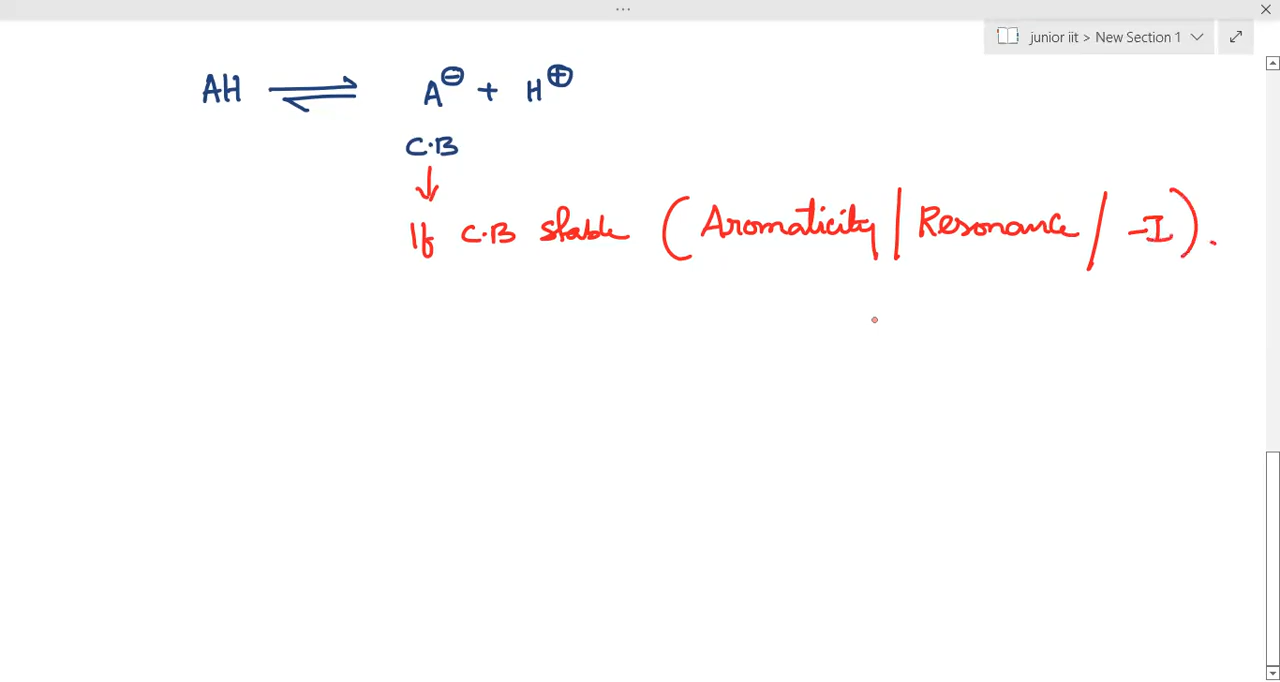 ...
junior iit > New Section 1
AH ⇌ A⊖ + H⊕
C·B
↓
If C·B stable (Aromaticity / Resonance / -I).